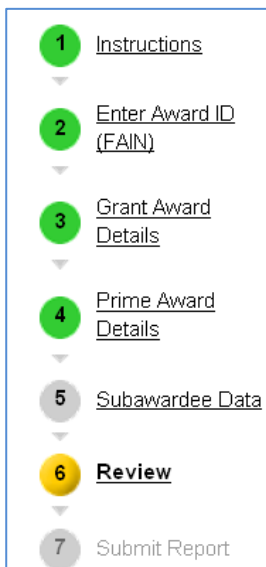 1 Instructions
2 Enter Award ID
(FAIN)
3 Grant Award
Details
4 Prime Award
Details
5 Subawardee Data
6 Review
7 Submit Report